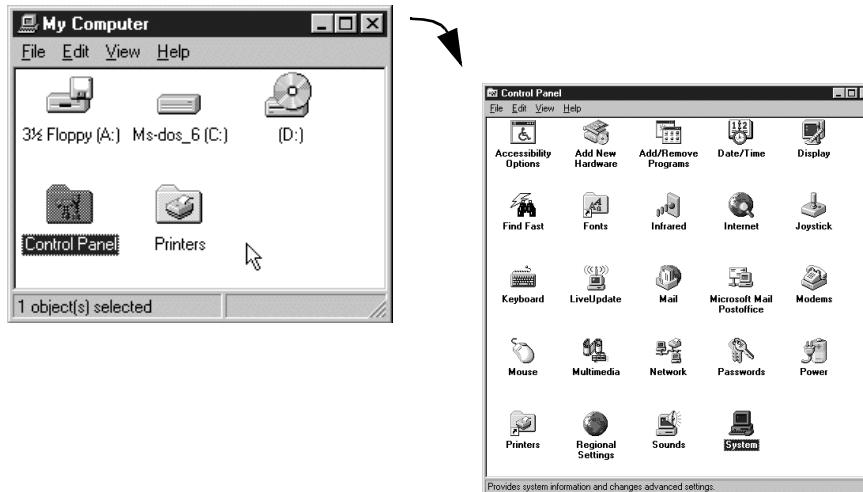 My Computer
File Edit View Help
3½ Floppy (A:) Ms-dos_6 (C:) (D:)
Control Panel Printers
1 object(s) selected
Control Panel
File Edit View Help
Accessibility Options Add New Hardware Add/Remove Programs Date/Time Display
Find Fast Fonts Infrared Internet Joystick
Keyboard LiveUpdate Mail Microsoft Mail Postoffice Modems
Mouse Multimedia Network Passwords Power
Printers Regional Settings Sounds System
Provides system information and changes advanced settings.